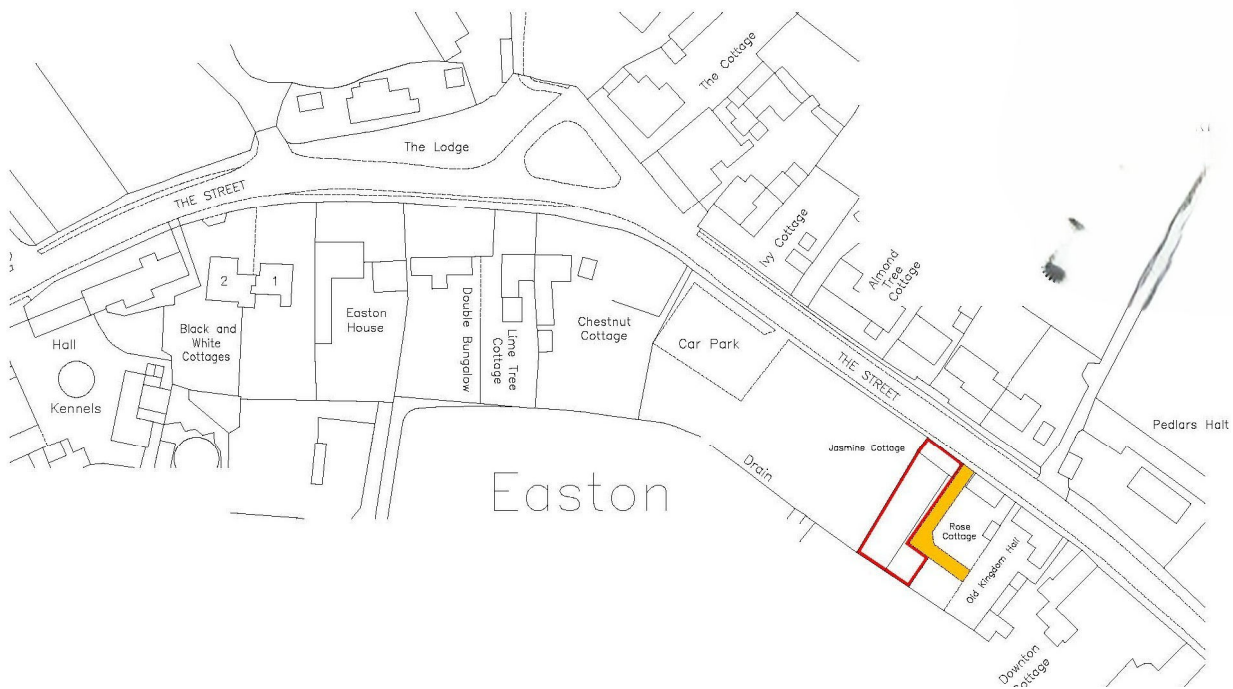 The Cottage
The Lodge
THE STREET
Ivy Cottage
Almond
Tree
Cottage
2
1
Black and
White
Cottages
Easton
House
Double Bungalow
Lime Tree
Cottage
Chestnut
Cottage
Car Park
THE STREET
Hall
Kennels
Pedlars Halt
Jasmine Cottage
Drain
Easton
Rose
Cottage
Old Kingdom Hall
Downton
Cottage